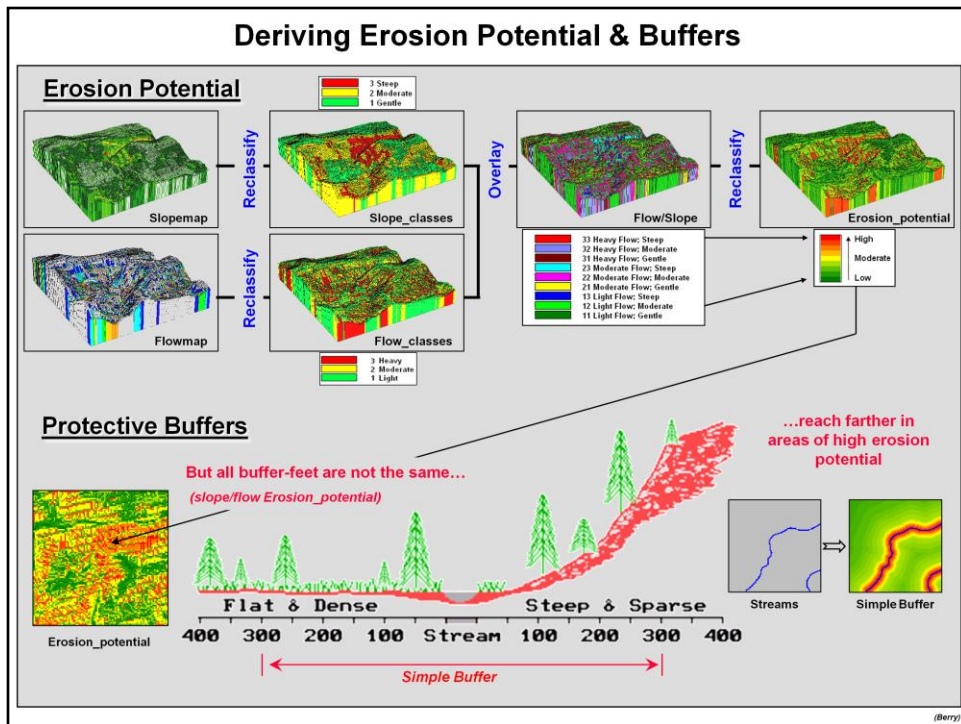 Deriving Erosion Potential & Buffers
Erosion Potential
3 Steep
2 Moderate
1 Gentle
Slopemap
Reclassify
Slope_classes
Overlay
Flow/Slope
Reclassify
Erosion_potential
33 Heavy Flow; Steep
32 Heavy Flow; Moderate
31 Heavy Flow; Gentle
23 Moderate Flow; Steep
22 Moderate Flow; Moderate
21 Moderate Flow; Gentle
13 Light Flow; Steep
12 Light Flow; Moderate
11 Light Flow; Gentle
High
Moderate
Low
Flowmap
Reclassify
Flow_classes
3 Heavy
2 Moderate
1 Light
Protective Buffers
But all buffer-feet are not the same…
(slope/flow Erosion_potential)
…reach farther in
areas of high erosion
potential
Erosion_potential
Flat & Dense
Steep & Sparse
400 300 200 100 Stream 100 200 300 400
Simple Buffer
Streams
Simple Buffer
(Berry)